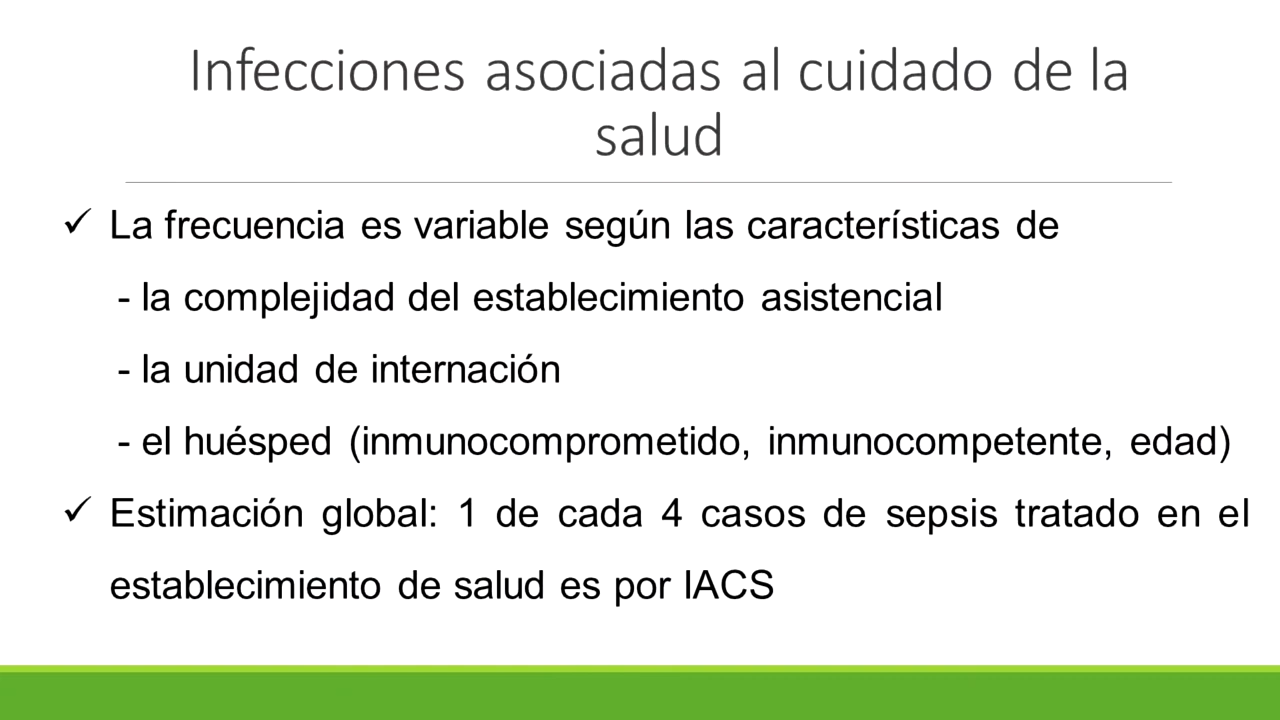 Infecciones asociadas al cuidado de la
salud
✓ La frecuencia es variable según las características de
- la complejidad del establecimiento asistencial
- la unidad de internación
- el huésped (inmunocomprometido, inmunocompetente, edad)
✓ Estimación global: 1 de cada 4 casos de sepsis tratado en el
establecimiento de salud es por IACS